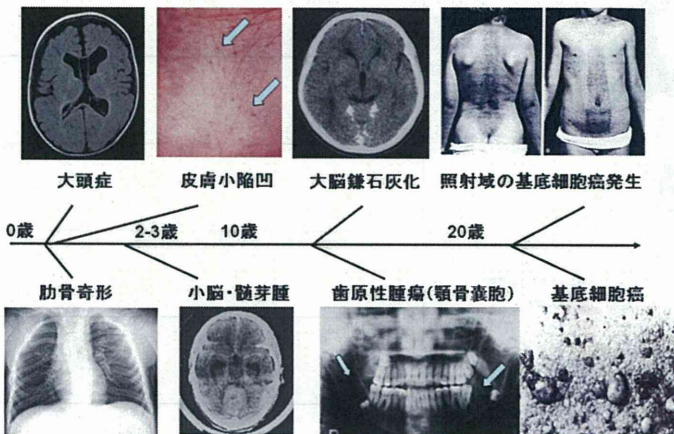 大頭症 皮膚小陥凹 大脳鎌石灰化 照射域の基底細胞癌発生
0歳 2-3歳 10歳 20歳
肋骨奇形 小脳・髄芽腫 歯原性腫瘍(顎骨嚢胞) 基底細胞癌